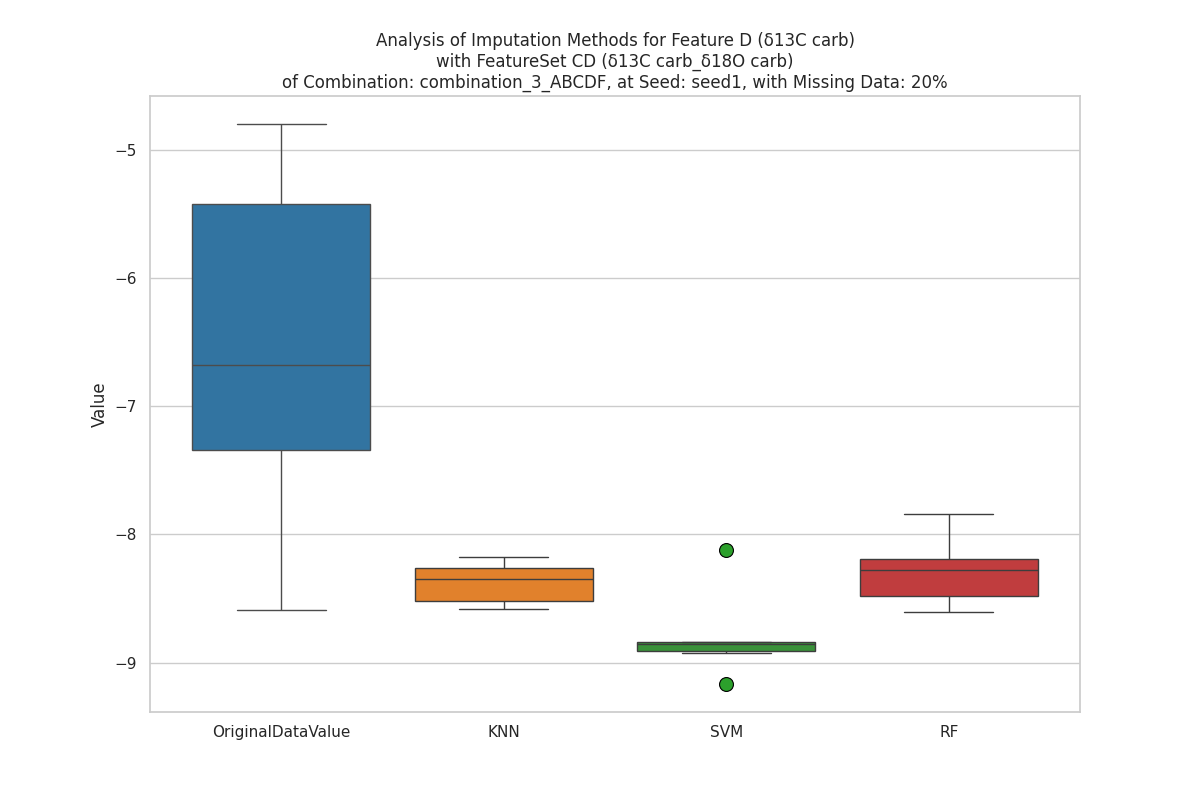 Analysis of Imputation Methods for Feature D (δ13C carb)
with FeatureSet CD (δ13C carb_δ18O carb)
of Combination: combination_3_ABCDF, at Seed: seed1, with Missing Data: 20%
Value
−5
−6
−7
−8
−9
OriginalDataValue
KNN
SVM
RF